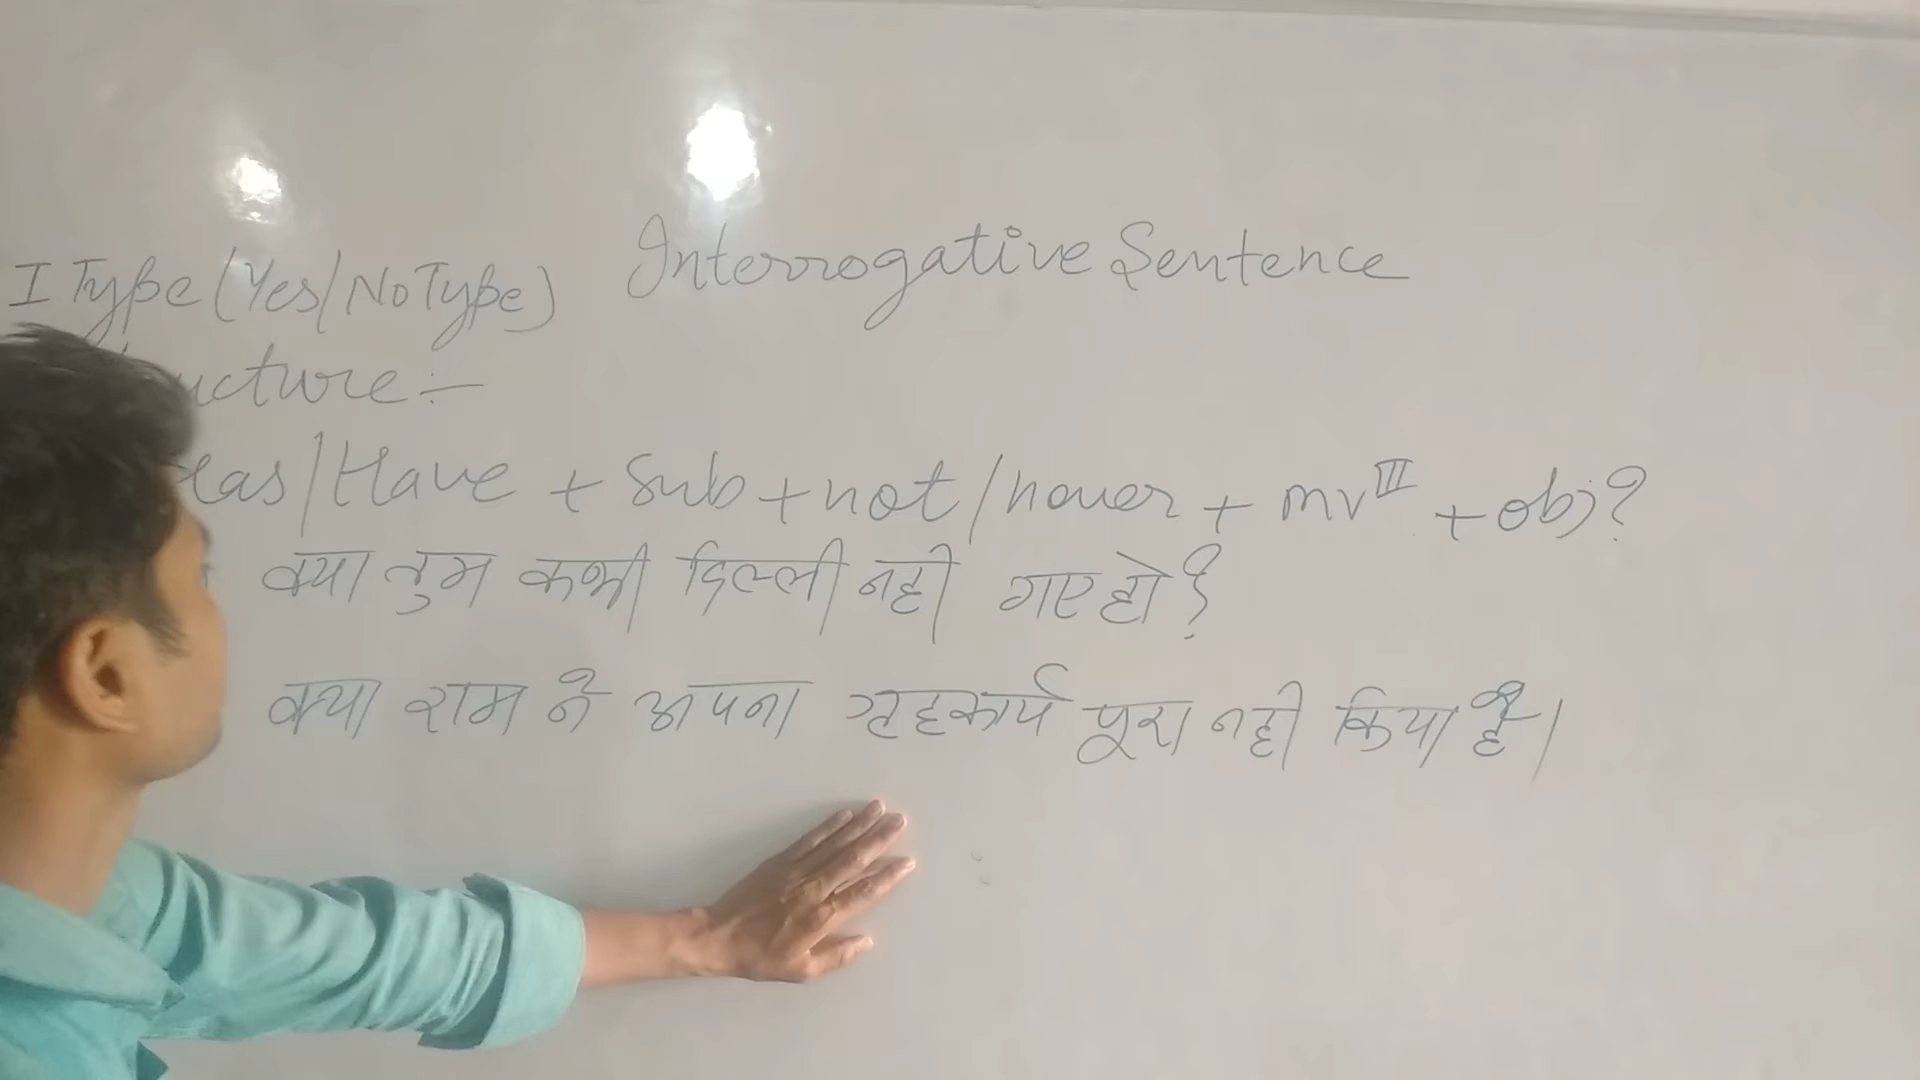 Interrogative Sentence
I Type (Yes/No Type)
ucture:-
as/Have + Sub + not/never + mv III + obj?
क्या तुम कभी दिल्ली नही गए हो?
क्या राम ने अपना गृहकार्य पूरा नही किया है।